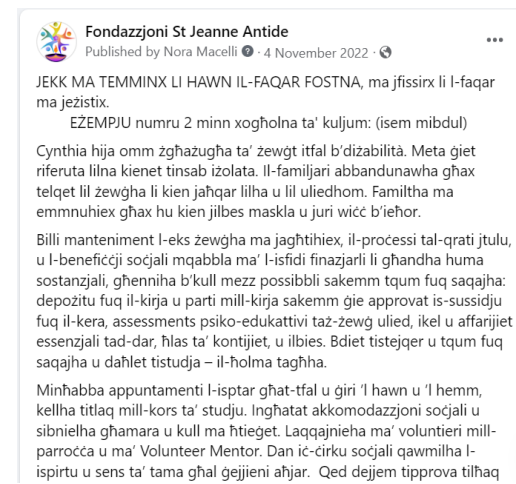 Fondazzjoni St Jeanne Antide
Published by Nora Macelli · 4 November 2022 ·
JEKK MA TEMMINX LI HAWN IL-FAQAR FOSTNA, ma jfissirx li l-faqar
ma jeżistix.
EŻEMPJU numru 2 minn xogħolna ta' kuljum: (isem mibdul)
Cynthia hija omm żgħażugħa ta' żewġt itfal b'diżabilità. Meta ġiet
riferuta lilna kienet tinsab iżolata. Il-familjari abbandunawha għax
telqet lil żewġha li kien jaħqar lilha u lil uliedhom. Familtha ma
emmnuhiex għax hu kien jilbes maskla u juri wiċċ b'ieħor.
Billi manteniment l-eks żewġha ma jagħtihiex, il-proċessi tal-qrati jtulu,
u l-benefiċċji soċjali mqabbla ma' l-isfidi finazjarli li għandha huma
sostanzjali, għenniha b'kull mezz possibbli sakemm tqum fuq saqajha:
depożitu fuq il-kirja u parti mill-kirja sakemm ġie approvat is-sussidju
fuq il-kera, assessments psiko-edukattivi taż-żewġ ulied, ikel u affarijiet
essenzjali tad-dar, ħlas ta' kontijiet, u ilbies. Bdiet tistejqer u tqum fuq
saqajha u daħlet tistudja – il-ħolma tagħha.
Minħabba appuntamenti l-isptar għat-tfal u ġiri 'l hawn u 'l hemm,
kellha titlaq mill-kors ta' studju. Ingħatat akkomodazzjoni soċjali u
sibnielha għamara u kull ma ħtieġet. Laqqajnieha ma' voluntieri mill-
parroċċa u ma' Volunteer Mentor. Dan iċ-ċirku soċjali qawmilha l-
ispirtu u sens ta' tama għal ġejjieni aħjar. Qed dejjem tipprova tilħaq